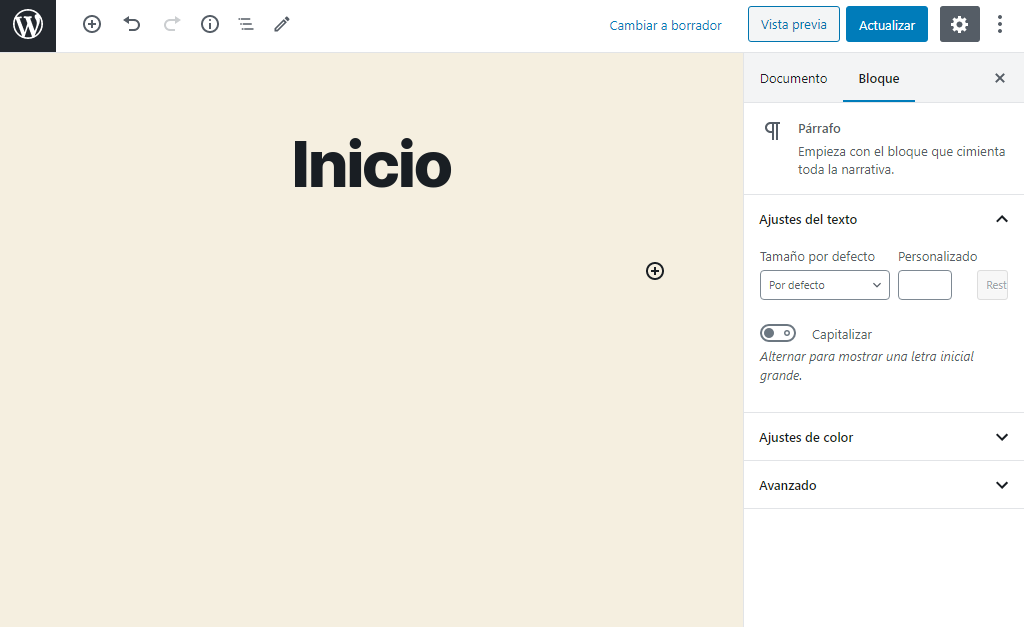 Cambiar a borrador
Vista previa
Actualizar
Documento
Bloque
Inicio
Párrafo
Empieza con el bloque que cimienta
toda la narrativa.
Ajustes del texto
Tamaño por defecto
Personalizado
Por defecto
Rest
Capitalizar
Alternar para mostrar una letra inicial
grande.
Ajustes de color
Avanzado